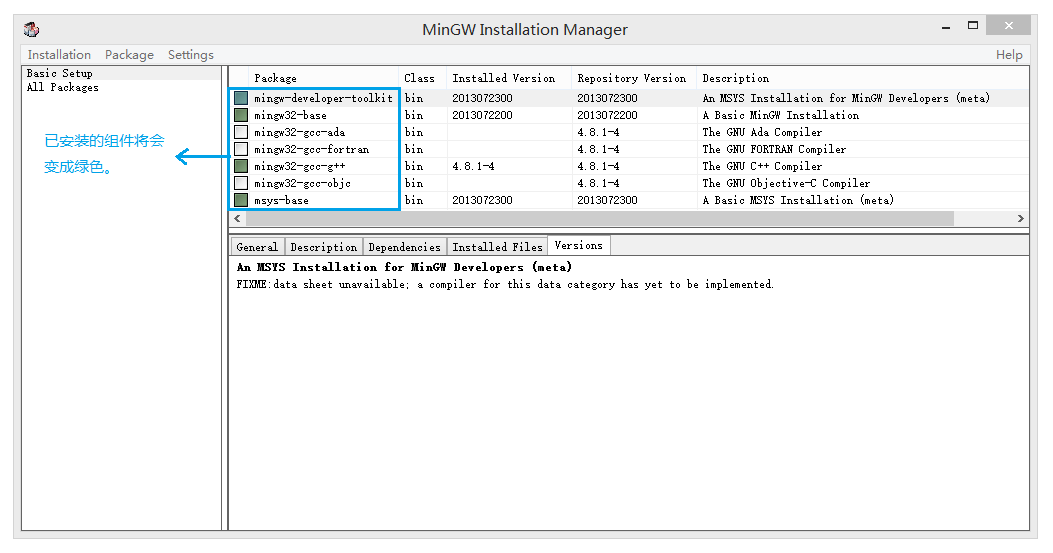 MinGW Installation Manager
Installation Package Settings Help
Basic Setup
All Packages
已安装的组件将会
变成绿色。
Package Class Installed Version Repository Version Description
mingw-developer-toolkit bin 2013072300 2013072300 An MSYS Installation for MinGW Developers (meta)
mingw32-base bin 2013072200 2013072200 A Basic MinGW Installation
mingw32-gcc-ada bin 4.8.1-4 The GNU Ada Compiler
mingw32-gcc-fortran bin 4.8.1-4 The GNU FORTRAN Compiler
mingw32-gcc-g++ bin 4.8.1-4 4.8.1-4 The GNU C++ Compiler
mingw32-gcc-objc bin 4.8.1-4 The GNU Objective-C Compiler
msys-base bin 2013072300 2013072300 A Basic MSYS Installation (meta)
General Description Dependencies Installed Files Versions
An MSYS Installation for MinGW Developers (meta)
FIXME:data sheet unavailable; a compiler for this data category has yet to be implemented.